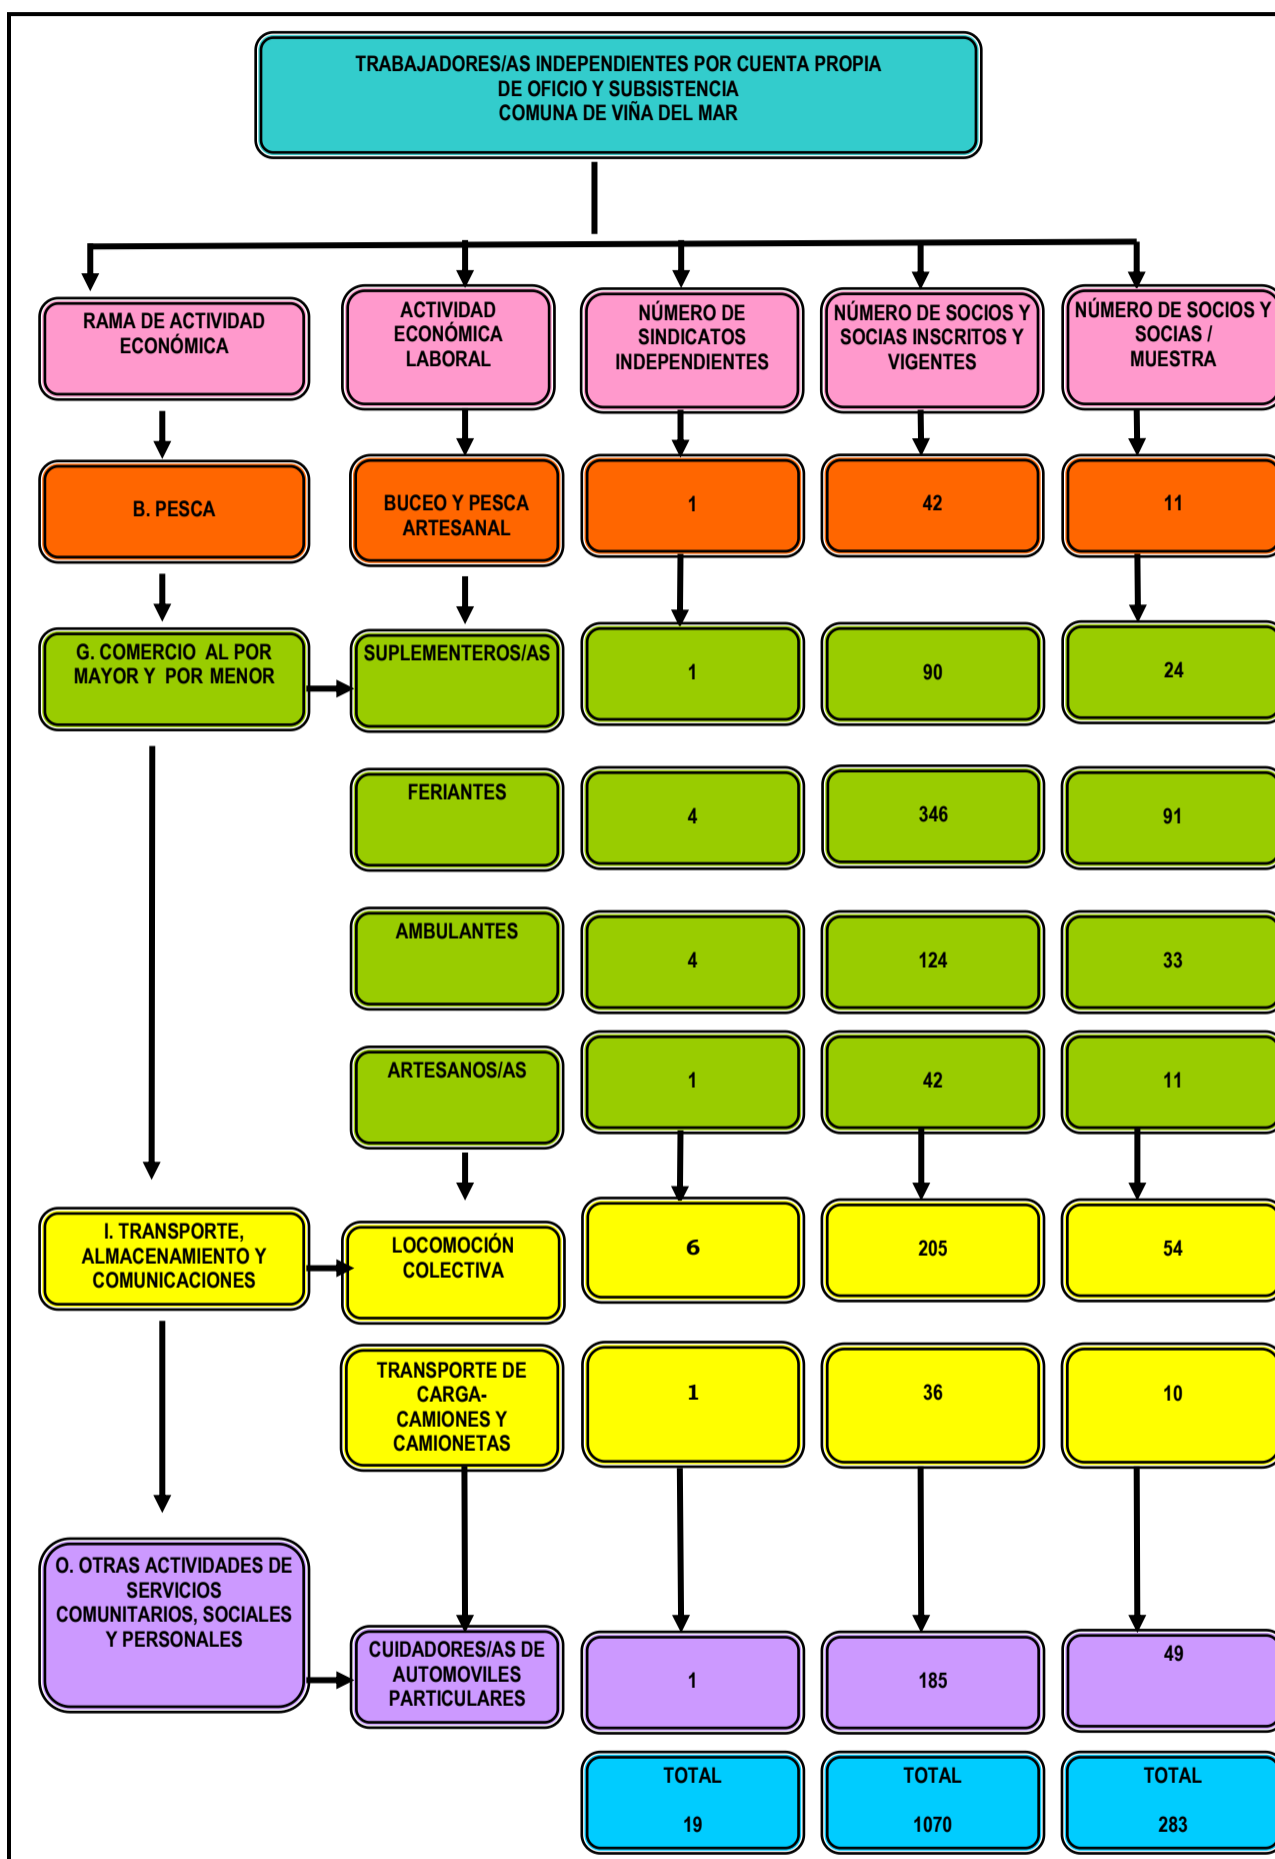 TRABAJADORES/AS INDEPENDIENTES POR CUENTA PROPIA
DE OFICIO Y SUBSISTENCIA
COMUNA DE VIÑA DEL MAR
RAMA DE ACTIVIDAD
ECONÓMICA
ACTIVIDAD
ECONÓMICA
LABORAL
NÚMERO DE
SINDICATOS
INDEPENDIENTES
NÚMERO DE SOCIOS Y
SOCIAS INSCRITOS Y
VIGENTES
NÚMERO DE SOCIOS Y
SOCIAS /
MUESTRA
B. PESCA
BUCEO Y PESCA
ARTESANAL
1
42
11
G. COMERCIO AL POR
MAYOR Y POR MENOR
SUPLEMENTEROS/AS
1
90
24
FERIANTES
4
346
91
AMBULANTES
4
124
33
ARTESANOS/AS
1
42
11
I. TRANSPORTE,
ALMACENAMIENTO Y
COMUNICACIONES
LOCOMOCIÓN
COLECTIVA
6
205
54
TRANSPORTE DE
CARGA-
CAMIONES Y
CAMIONETAS
1
36
10
O. OTRAS ACTIVIDADES DE
SERVICIOS
COMUNITARIOS, SOCIALES
Y PERSONALES
CUIDADORES/AS DE
AUTOMOVILES
PARTICULARES
1
185
49
TOTAL
19
TOTAL
1070
TOTAL
283